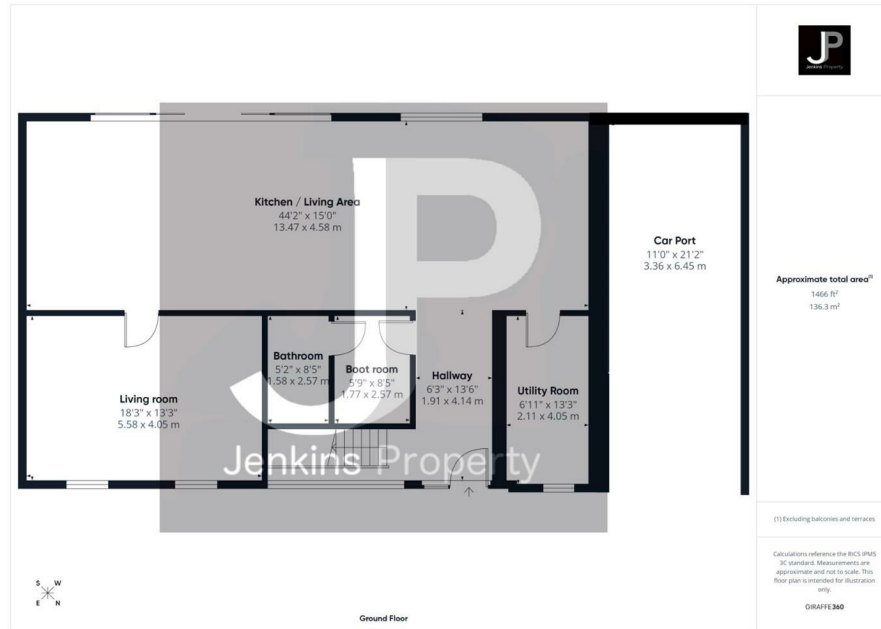 JP
Jenkins Property
Kitchen / Living Area
44'2" x 15'0"
13.47 x 4.58 m
Car Port
11'0" x 21'2"
3.36 x 6.45 m
Approximate total area(1)
1466 ft²
136.3 m²
Bathroom
5'2" x 8'5"
1.58 x 2.57 m
Boot room
5'9" x 8'5"
1.77 x 2.57 m
Hallway
6'3" x 13'6"
1.91 x 4.14 m
Utility Room
6'11" x 13'3"
2.11 x 4.05 m
Living room
18'3" x 13'3"
5.58 x 4.05 m
JP
Jenkins Property
(1) Excluding balconies and terraces
Calculations reference the RICS IPMS
3C standard. Measurements are
approximate and not to scale. This
floor plan is intended for illustration
only.
GIRAFFE360
S W
E N
Ground Floor